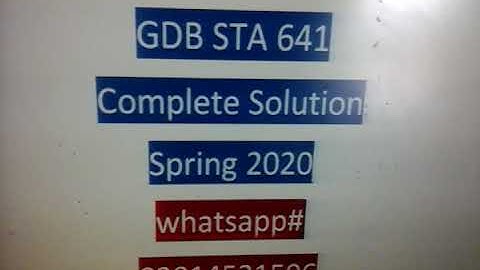 GDB STA 641
Complete Solution
Spring 2020
whatsapp#